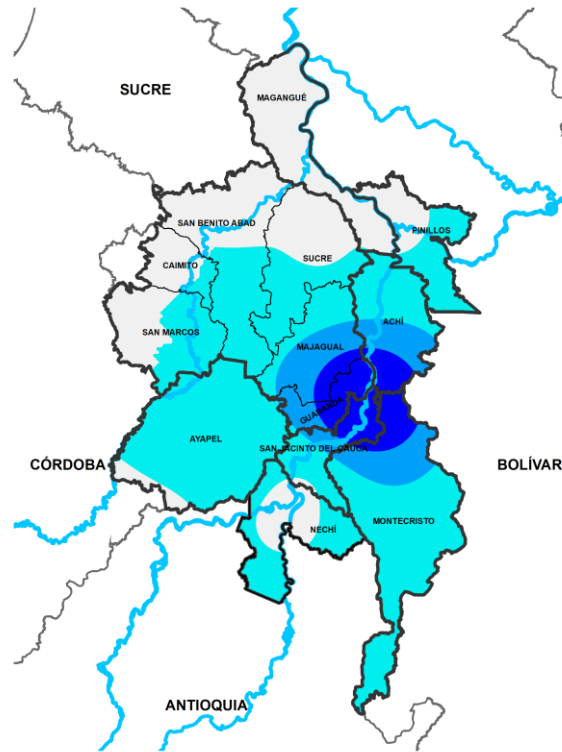 SUCRE
MAGANGUÉ
SAN BENITO ABAD
PINILLOS
SUCRE
CAIMITO
ACHÍ
SAN MARCOS
MAJAGUAL
GUARANDA
AYAPEL
SAN JACINTO DEL CAUCA
CÓRDOBA
BOLÍVAR
MONTECRISTO
NECHÍ
ANTIOQUIA